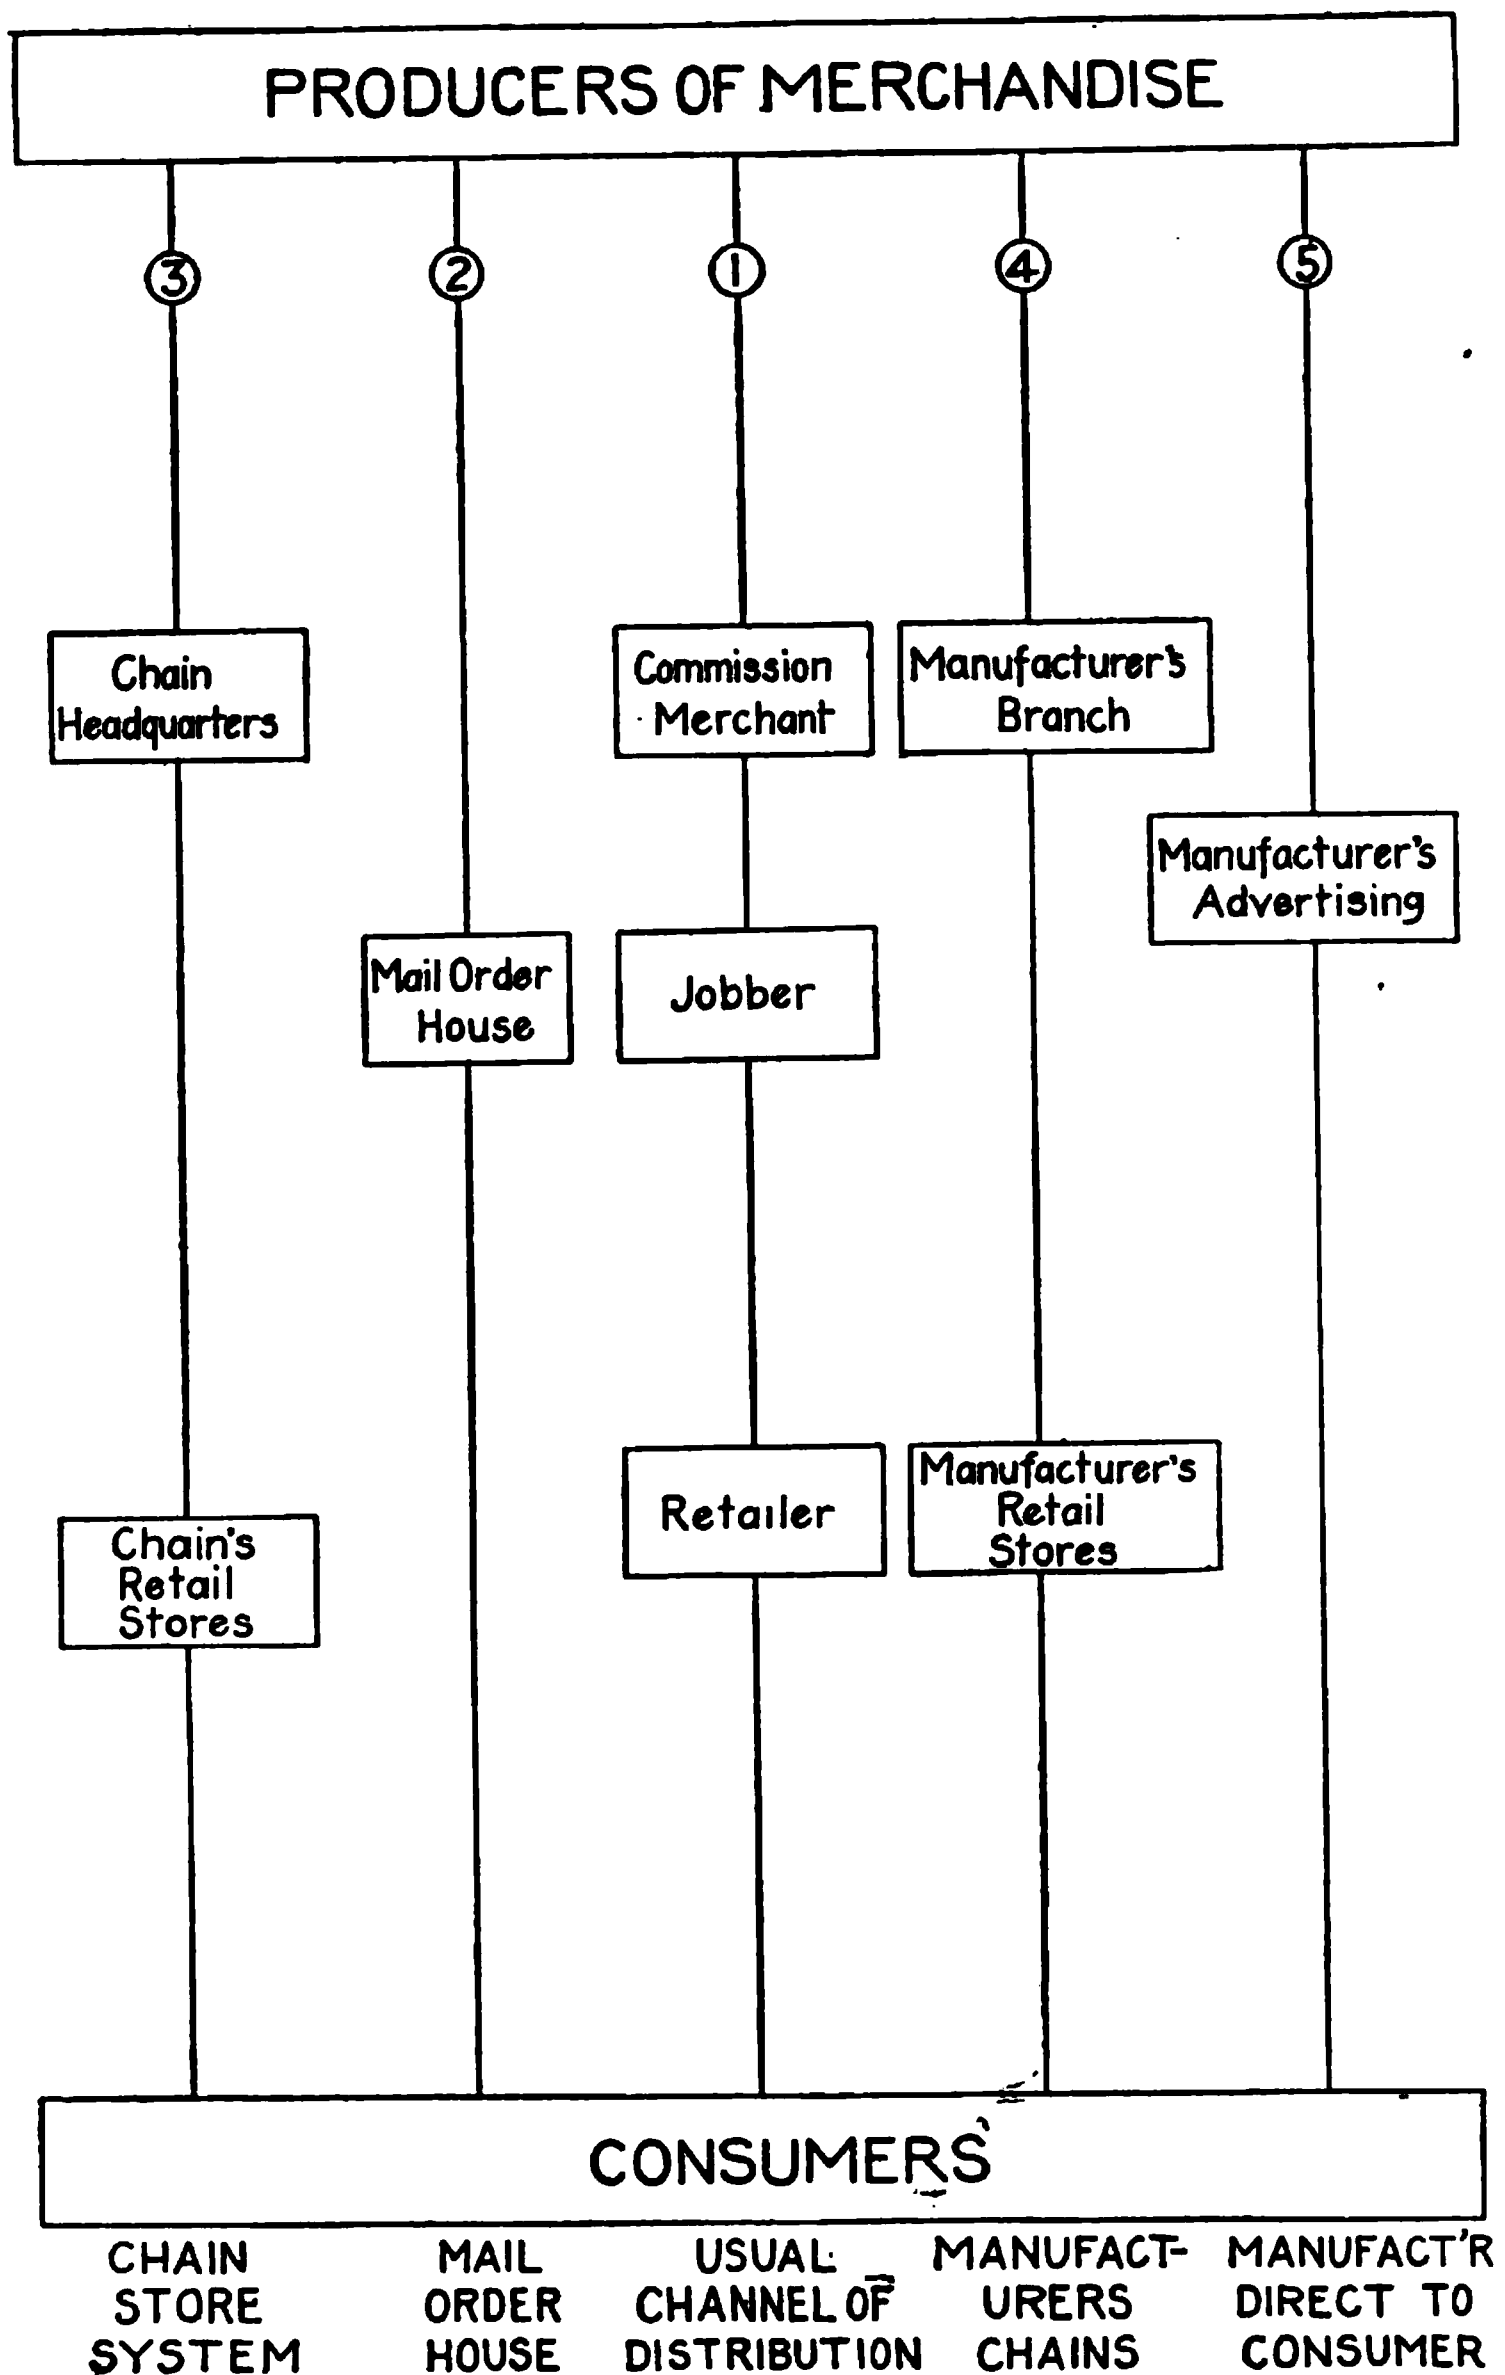 PRODUCERS OF MERCHANDISE
3
2
1
4
5
Chain
Headquarters
Commission
Merchant
Manufacturer's
Branch
Manufacturer's
Advertising
Mail Order
House
Jobber
Retailer
Manufacturer's
Retail
Stores
Chain's
Retail
Stores
CONSUMERS
CHAIN
STORE
SYSTEM
MAIL
ORDER
HOUSE
USUAL
CHANNEL OF
DISTRIBUTION
MANUFACT-
URERS
CHAINS
MANUFACT'R
DIRECT TO
CONSUMER